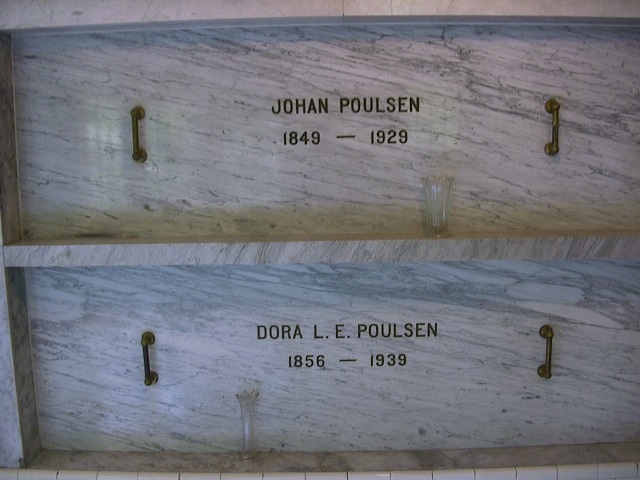 JOHAN POULSEN
1849 — 1929
DORA L. E. POULSEN
1856 — 1939